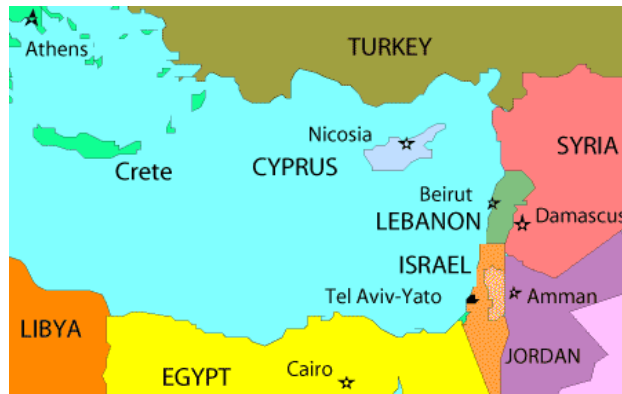 TURKEY
Athens
Nicosia
SYRIA
Crete
CYPRUS
Beirut
LEBANON
Damascus
ISRAEL
Tel Aviv-Yato
Amman
LIBYA
JORDAN
EGYPT
Cairo